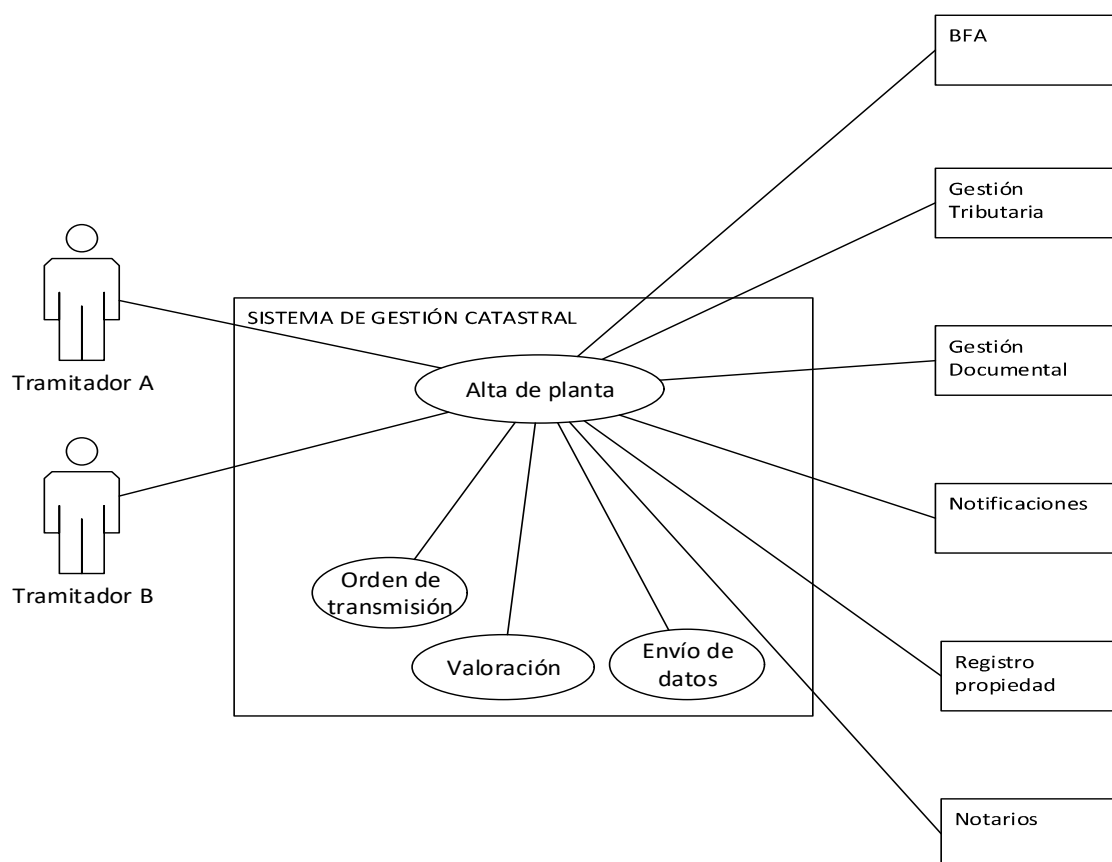 BFA
Gestión
Tributaria
SISTEMA DE GESTIÓN CATASTRAL
Gestión
Documental
Tramitador A
Alta de planta
Notificaciones
Orden de
transmisión
Tramitador B
Valoración
Envío de
datos
Registro
propiedad
Notarios